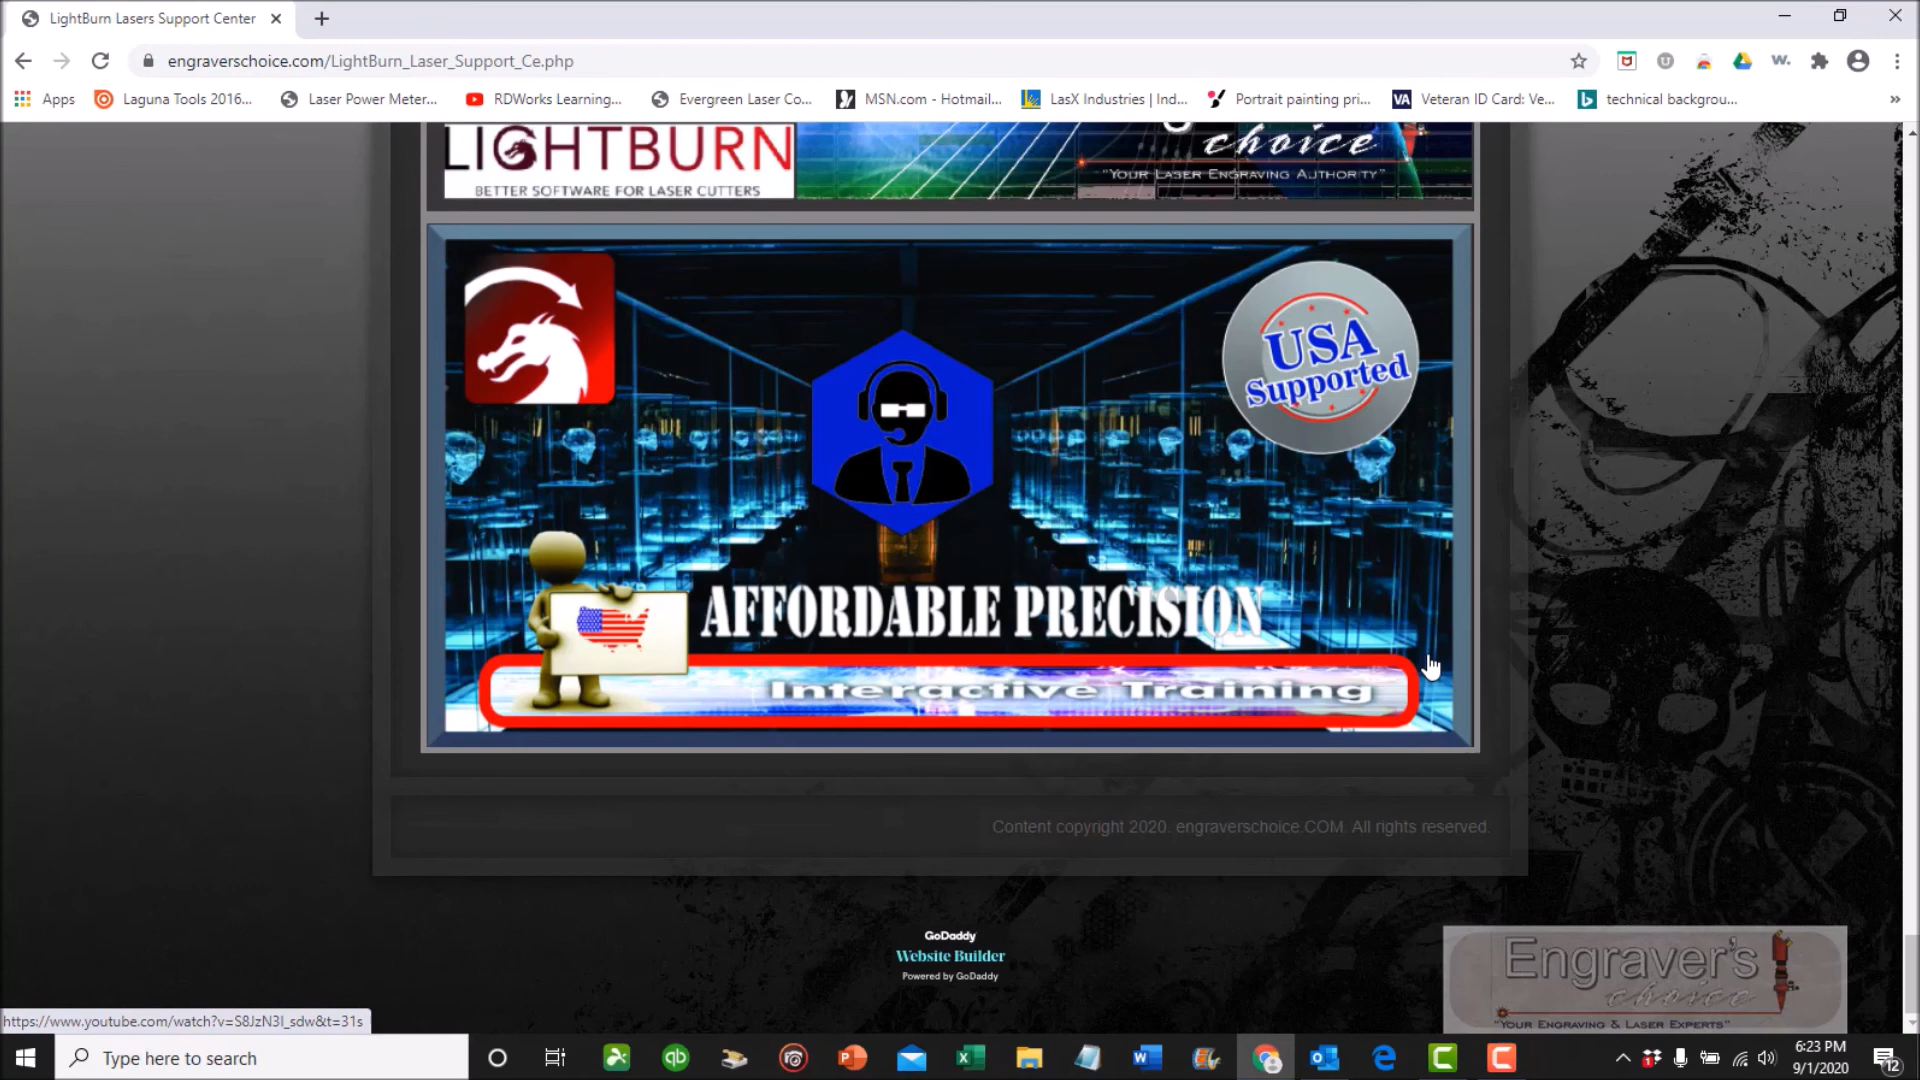 LightBurn Lasers Support Center
engraverschoice.com/LightBurn_Laser_Support_Ce.php
Apps
Laguna Tools 2016...
Laser Power Meter...
RDWorks Learning...
Evergreen Laser Co...
MSN.com - Hotmail...
LasX Industries | Ind...
Portrait painting pri...
VA
Veteran ID Card: Ve...
technical backgrou...
»
LIGHTBURN
BETTER SOFTWARE FOR LASER CUTTERS
choice
"YOUR LASER ENGRAVING AUTHORITY"
USA
Supported
AFFORDABLE PRECISION
Interactive Training
Content copyright 2020. engraverschoice.COM. All rights reserved.
GoDaddy
Website Builder
Powered by GoDaddy
Engraver's
choice
"YOUR ENGRAVING & LASER EXPERTS"
https://www.youtube.com/watch?v=S8JzN3I_sdw&t=31s
Type here to search
6:23 PM
9/1/2020
12